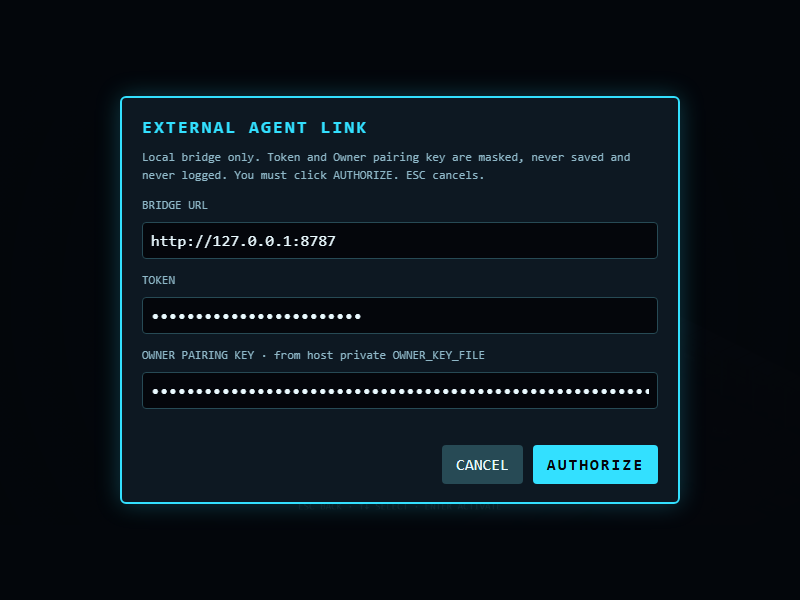 EXTERNAL AGENT LINK
Local bridge only. Token and Owner pairing key are masked, never saved and
never logged. You must click AUTHORIZE. ESC cancels.
BRIDGE URL
http://127.0.0.1:8787
TOKEN
••••••••••••••••••••••••
OWNER PAIRING KEY · from host private OWNER_KEY_FILE
•••••••••••••••••••••••••••••••••••••••••••••••••••••••••
CANCEL
AUTHORIZE